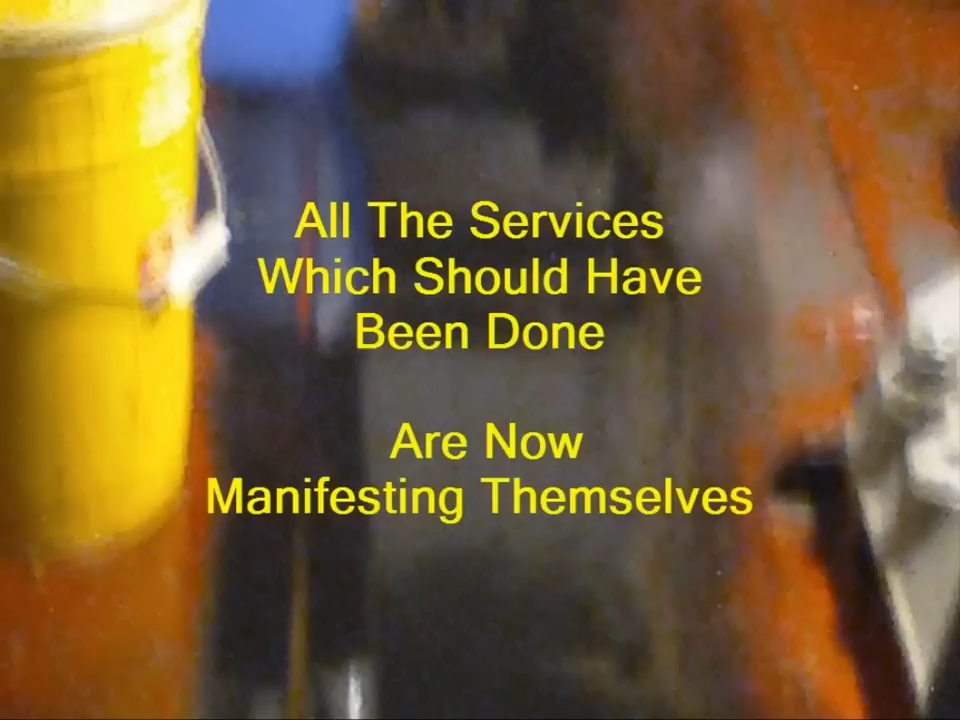 All The Services
Which Should Have
Been Done
Are Now
Manifesting Themselves